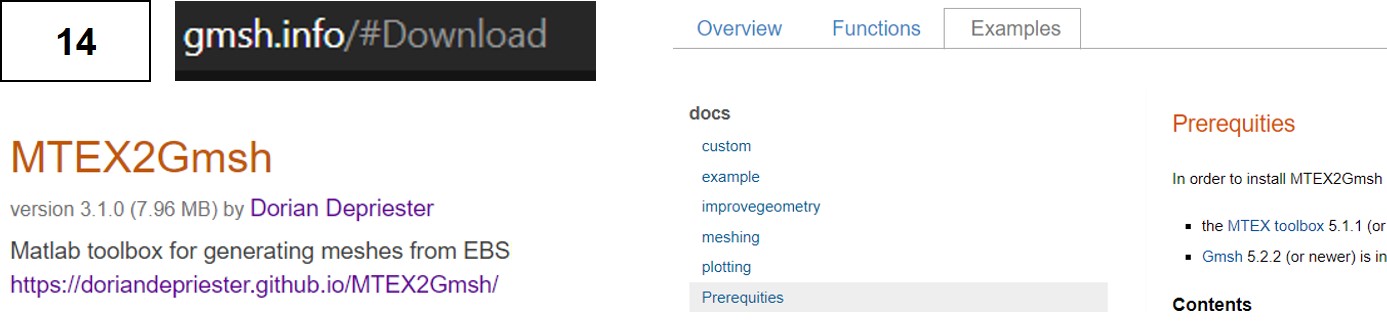 14
gmsh.info/#Download
MTEX2Gmsh
version 3.1.0 (7.96 MB) by Dorian Depriester
Matlab toolbox for generating meshes from EBS
https://doriandepriester.github.io/MTEX2Gmsh/
Overview Functions Examples
docs
custom
example
improvegeometry
meshing
plotting
Prerequities
Prerequities
In order to install MTEX2Gmsh
the MTEX toolbox 5.1.1 (or
Gmsh 5.2.2 (or newer) is in
Contents